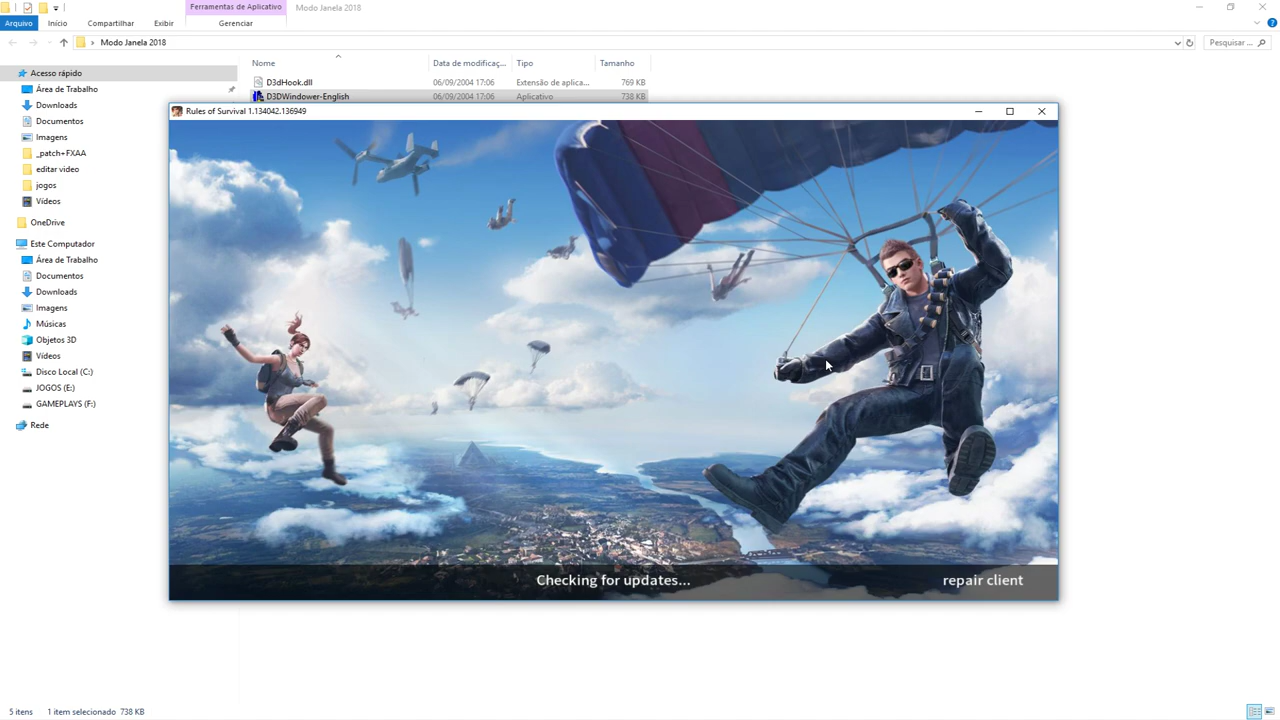 Ferramentas de Aplicativo
Modo Janela 2018
Arquivo Início Compartilhar Exibir Gerenciar
Modo Janela 2018
Pesquisar ...
Nome Data de modificaç... Tipo Tamanho
Acesso rápido
Área de Trabalho
Downloads
Documentos
Imagens
_patch+FXAA
editar video
jogos
Vídeos
OneDrive
Este Computador
Área de Trabalho
Documentos
Downloads
Imagens
Músicas
Objetos 3D
Vídeos
Disco Local (C:)
JOGOS (E:)
GAMEPLAYS (F:)
Rede
D3dHook.dll 06/09/2004 17:06 Extensão de aplica... 769 KB
D3DWindower-English 06/09/2004 17:06 Aplicativo 738 KB
Rules of Survival 1.134042.136949
Checking for updates...
repair client
5 itens 1 item selecionado 738 KB